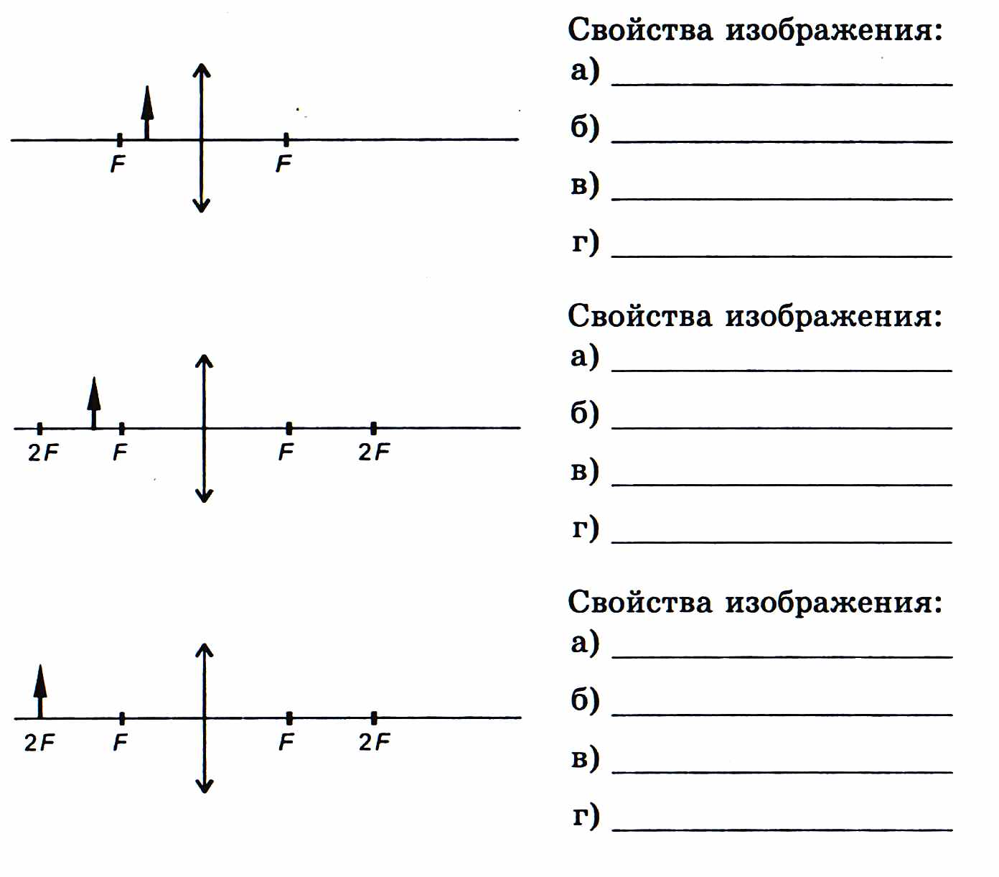 Свойства изображения:
а)
б)
в)
г)
F F
Свойства изображения:
а)
б)
в)
г)
2F F F 2F
Свойства изображения:
а)
б)
в)
г)
2F F F 2F